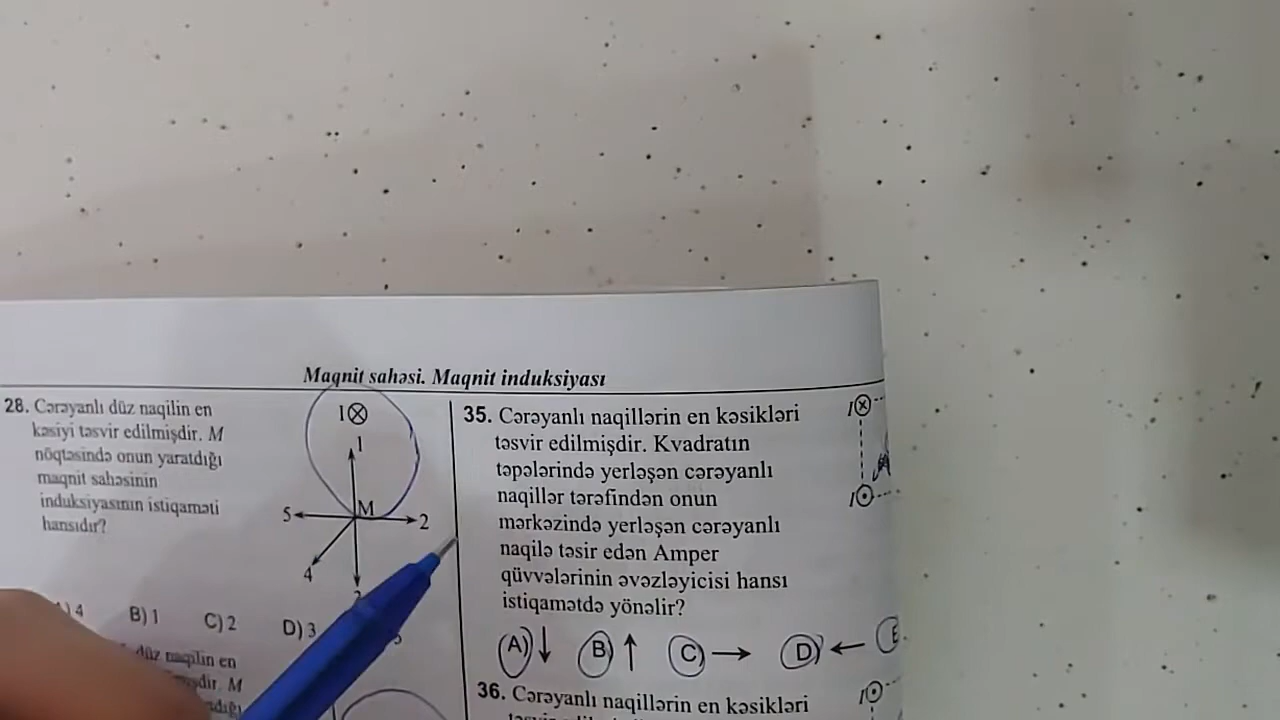 Maqnit sahəsi. Maqnit induksiyası
28. Cərəyanlı düz naqilin en
kəsiyi təsvir edilmişdir. M
nöqtəsində onun yaratdığı
maqnit sahəsinin
induksiyasının istiqaməti
hansıdır?
I⊗
1
M
5
2
4
A) 4 B) 1 C) 2 D) 3
düz naqilin en
M
35. Cərəyanlı naqillərin en kəsikləri
təsvir edilmişdir. Kvadratın
təpələrində yerləşən cərəyanlı
naqillər tərəfindən onun
mərkəzində yerləşən cərəyanlı
naqilə təsir edən Amper
qüvvələrinin əvəzləyicisi hansı
istiqamətdə yönəlir?
I⊗
I⊙
A) ↓ B) ↑ C) → D) ← E
36. Cərəyanlı naqillərin en kəsikləri
I⊙